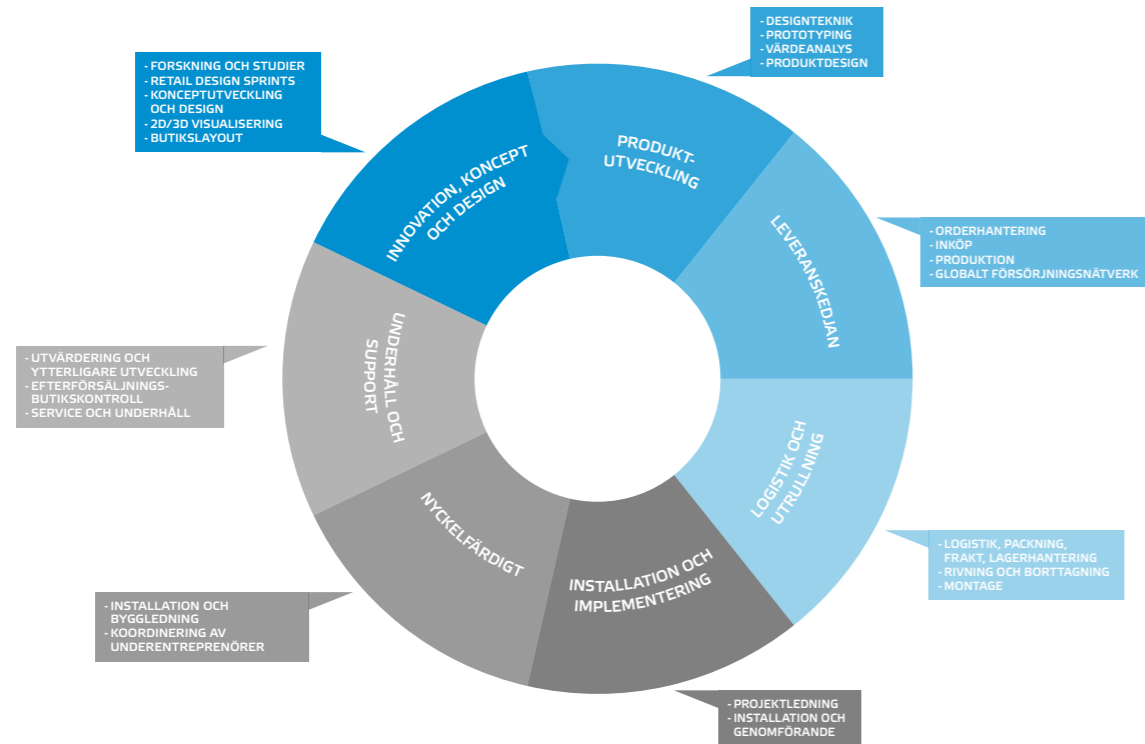 - FORSKNING OCH STUDIER
- RETAIL DESIGN SPRINTS
- KONCEPTUTVECKLING
OCH DESIGN
- 2D/3D VISUALISERING
- BUTIKSLAYOUT
INNOVATION, KONCEPT
OCH DESIGN
- DESIGNTEKNIK
- PROTOTYPING
- VÄRDEANALYS
- PRODUKTDESIGN
PRODUKT-
UTVECKLING
- ORDERHANTERING
- INKÖP
- PRODUKTION
- GLOBALT FÖRSÖRJNINGSNÄTVERK
LEVERANSKEDJAN
- LOGISTIK, PACKNING,
FRAKT, LAGERHANTERING
- RIVNING OCH BORTTAGNING
- MONTAGE
LOGISTIK OCH
UTRULLNING
- PROJEKTLEDNING
- INSTALLATION OCH
GENOMFÖRANDE
INSTALLATION OCH
IMPLEMENTERING
- INSTALLATION OCH
BYGGLEDNING
- KOORDINERING AV
UNDERENTREPRENÖRER
NYCKELFÄRDIGT
- UTVÄRDERING OCH
YTTERLIGARE UTVECKLING
- EFTERFÖRSÄLJNINGS-
BUTIKSKONTROLL
- SERVICE OCH UNDERHÅLL
UNDERHÅLL OCH
SUPPORT